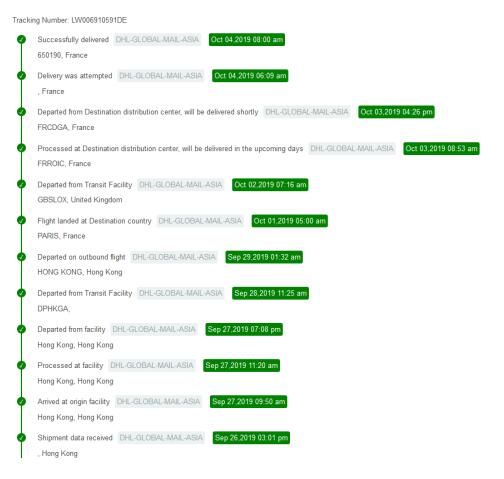 Tracking Number: LW006910591DE
Successfully delivered DHL-GLOBAL-MAIL-ASIA Oct 04,2019 08:00 am
650190, France
Delivery was attempted DHL-GLOBAL-MAIL-ASIA Oct 04,2019 06:09 am
, France
Departed from Destination distribution center, will be delivered shortly DHL-GLOBAL-MAIL-ASIA Oct 03,2019 04:26 pm
FRCDGA, France
Processed at Destination distribution center, will be delivered in the upcoming days DHL-GLOBAL-MAIL-ASIA Oct 03,2019 08:53 am
FRROIC, France
Departed from Transit Facility DHL-GLOBAL-MAIL-ASIA Oct 02,2019 07:16 am
GBSLOX, United Kingdom
Flight landed at Destination country DHL-GLOBAL-MAIL-ASIA Oct 01,2019 05:00 am
PARIS, France
Departed on outbound flight DHL-GLOBAL-MAIL-ASIA Sep 29,2019 01:32 am
HONG KONG, Hong Kong
Departed from Transit Facility DHL-GLOBAL-MAIL-ASIA Sep 28,2019 11:25 am
DPHKGA,
Departed from facility DHL-GLOBAL-MAIL-ASIA Sep 27,2019 07:08 pm
Hong Kong, Hong Kong
Processed at facility DHL-GLOBAL-MAIL-ASIA Sep 27,2019 11:20 am
Hong Kong, Hong Kong
Arrived at origin facility DHL-GLOBAL-MAIL-ASIA Sep 27,2019 09:50 am
Hong Kong, Hong Kong
Shipment data received DHL-GLOBAL-MAIL-ASIA Sep 26,2019 03:01 pm
, Hong Kong